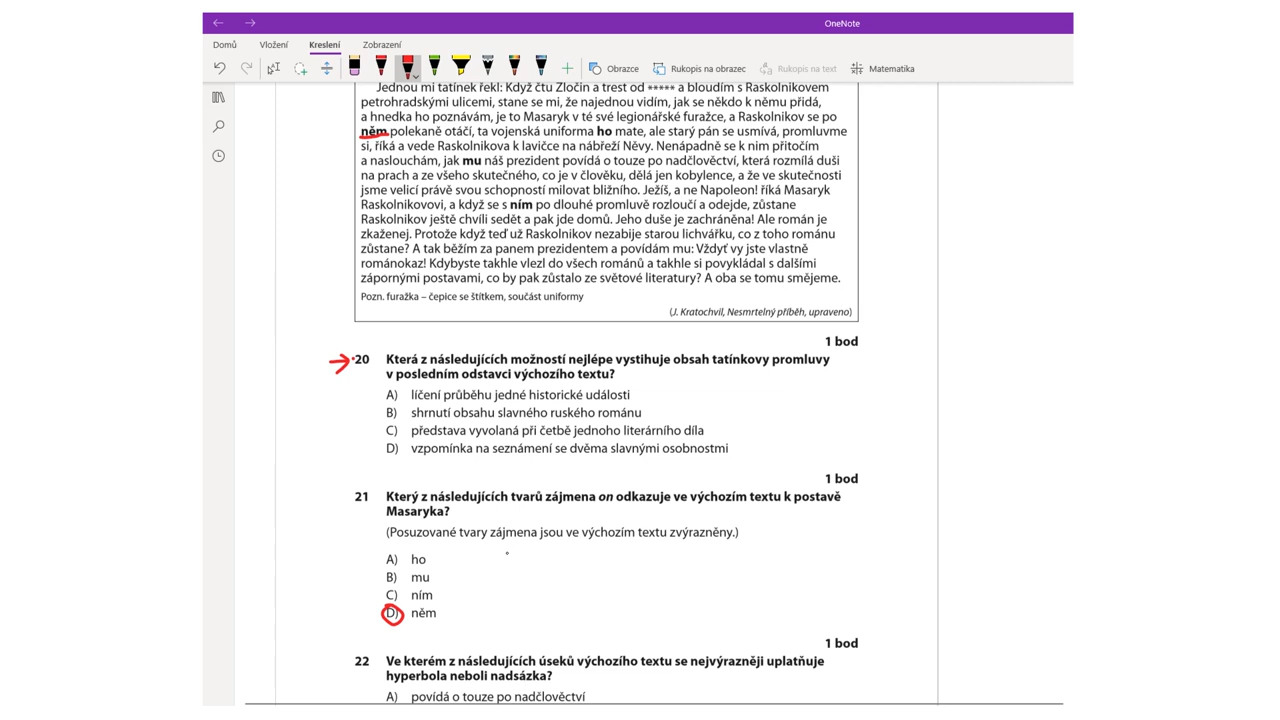 OneNote
Domů Vložení Kreslení Zobrazení
Obrazce Rukopis na obrazec Rukopis na text Matematika
Jednou mi tatínek řekl: Když čtu Zločin a trest od ***** a bloudím s Raskolnikovem
petrohradskými ulicemi, stane se mi, že najednou vidím, jak se někdo k němu přidá,
a hnedka ho poznávám, je to Masaryk v té své legionářské furažce, a Raskolnikov se po
něm polekaně otáčí, ta vojenská uniforma ho mate, ale starý pán se usmívá, promluvme
si, říká a vede Raskolnikova k lavičce na nábřeží Něvy. Nenápadně se k nim přitočím
a naslouchám, jak mu náš prezident povídá o touze po nadčlověctví, která rozmílá duši
na prach a ze všeho skutečného, co je v člověku, dělá jen kobylence, a že ve skutečnosti
jsme velicí právě svou schopností milovat bližního. Ježíš, a ne Napoleon! říká Masaryk
Raskolnikovovi, a když se s ním po dlouhé promluvě rozloučí a odejde, zůstane
Raskolnikov ještě chvíli sedět a pak jde domů. Jeho duše je zachráněna! Ale román je
zkaženej. Protože když teď už Raskolnikov nezabije starou lichvářku, co z toho románu
zůstane? A tak běžím za panem prezidentem a povídám mu: Vždyť vy jste vlastně
románokaz! Kdybyste takhle vlezl do všech románů a takhle si povykládal s dalšími
zápornými postavami, co by pak zůstalo ze světové literatury? A oba se tomu smějeme.
Pozn. furažka – čepice se štítkem, součást uniformy
(J. Kratochvil, Nesmrtelný příběh, upraveno)
1 bod
20 Která z následujících možností nejlépe vystihuje obsah tatínkovy promluvy
v posledním odstavci výchozího textu?
A) líčení průběhu jedné historické události
B) shrnutí obsahu slavného ruského románu
C) představa vyvolaná při četbě jednoho literárního díla
D) vzpomínka na seznámení se dvěma slavnými osobnostmi
1 bod
21 Který z následujících tvarů zájmena on odkazuje ve výchozím textu k postavě
Masaryka?
(Posuzované tvary zájmena jsou ve výchozím textu zvýrazněny.)
A) ho
B) mu
C) ním
D) něm
1 bod
22 Ve kterém z následujících úseků výchozího textu se nejvýrazněji uplatňuje
hyperbola neboli nadsázka?
A) povídá o touze po nadčlověctví